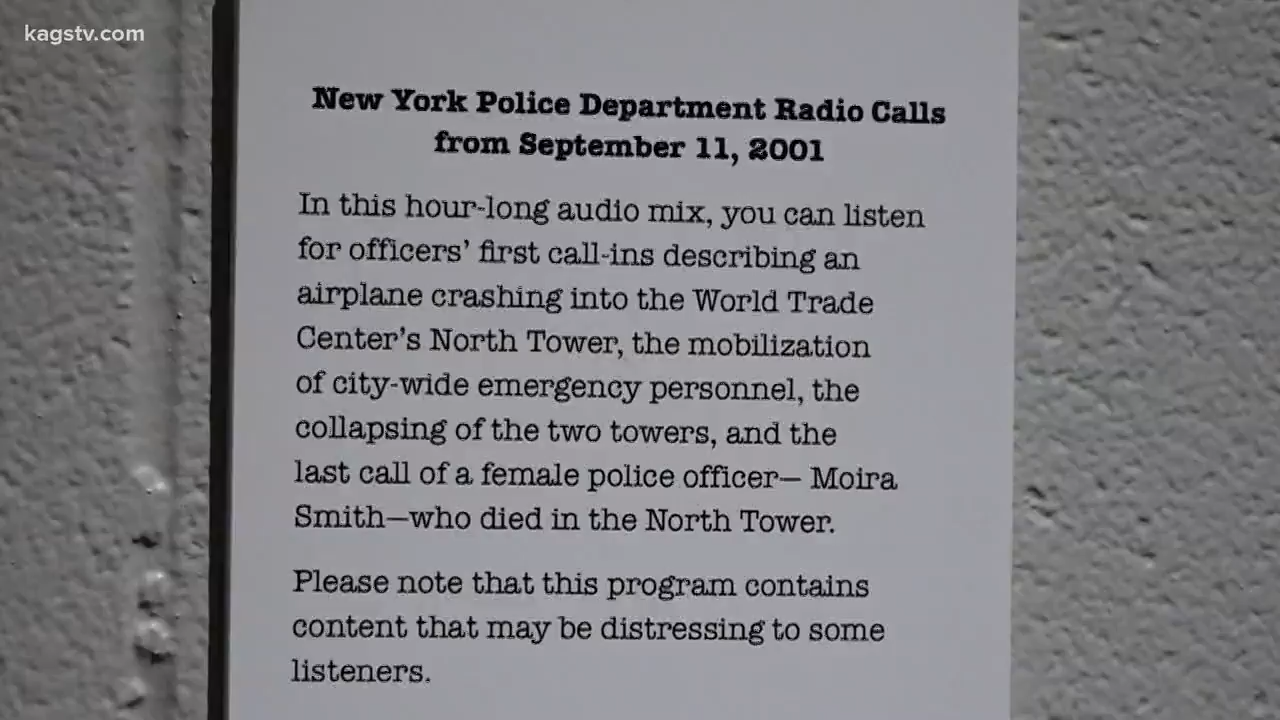 kagstv.com
New York Police Department Radio Calls
from September 11, 2001
In this hour-long audio mix, you can listen
for officers’ first call-ins describing an
airplane crashing into the World Trade
Center’s North Tower, the mobilization
of city-wide emergency personnel, the
collapsing of the two towers, and the
last call of a female police officer— Moira
Smith—who died in the North Tower.
Please note that this program contains
content that may be distressing to some
listeners.